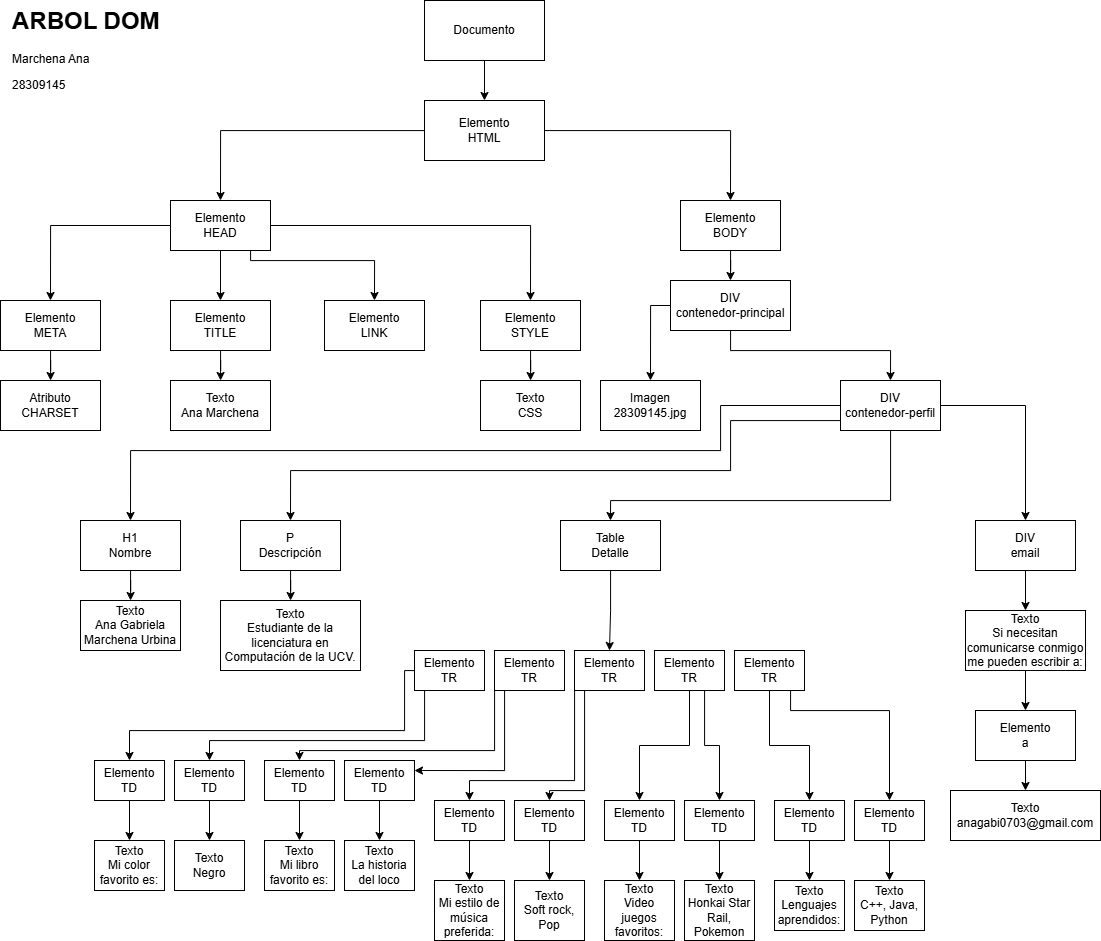 ARBOL DOM
Marchena Ana
28309145
Documento
Elemento
HTML
Elemento
HEAD
Elemento
BODY
Elemento
META
Elemento
TITLE
Elemento
LINK
Elemento
STYLE
DIV
contenedor-principal
Atributo
CHARSET
Texto
Ana Marchena
Texto
CSS
Imagen
28309145.jpg
DIV
contenedor-perfil
H1
Nombre
P
Descripción
Table
Detalle
DIV
email
Texto
Ana Gabriela
Marchena Urbina
Texto
Estudiante de la
licenciatura en
Computación de la UCV.
Texto
Si necesitan
comunicarse conmigo
me pueden escribir a:
Elemento
TR
Elemento
TR
Elemento
TR
Elemento
TR
Elemento
TR
Elemento
a
Texto
anagabi0703@gmail.com
Elemento
TD
Elemento
TD
Elemento
TD
Elemento
TD
Elemento
TD
Elemento
TD
Elemento
TD
Elemento
TD
Elemento
TD
Elemento
TD
Texto
Mi color
favorito es:
Texto
Negro
Texto
Mi libro
favorito es:
Texto
La historia
del loco
Texto
Mi estilo de
música
preferida:
Texto
Soft rock,
Pop
Texto
Video
juegos
favoritos:
Texto
Honkai Star
Rail,
Pokemon
Texto
Lenguajes
aprendidos:
Texto
C++, Java,
Python